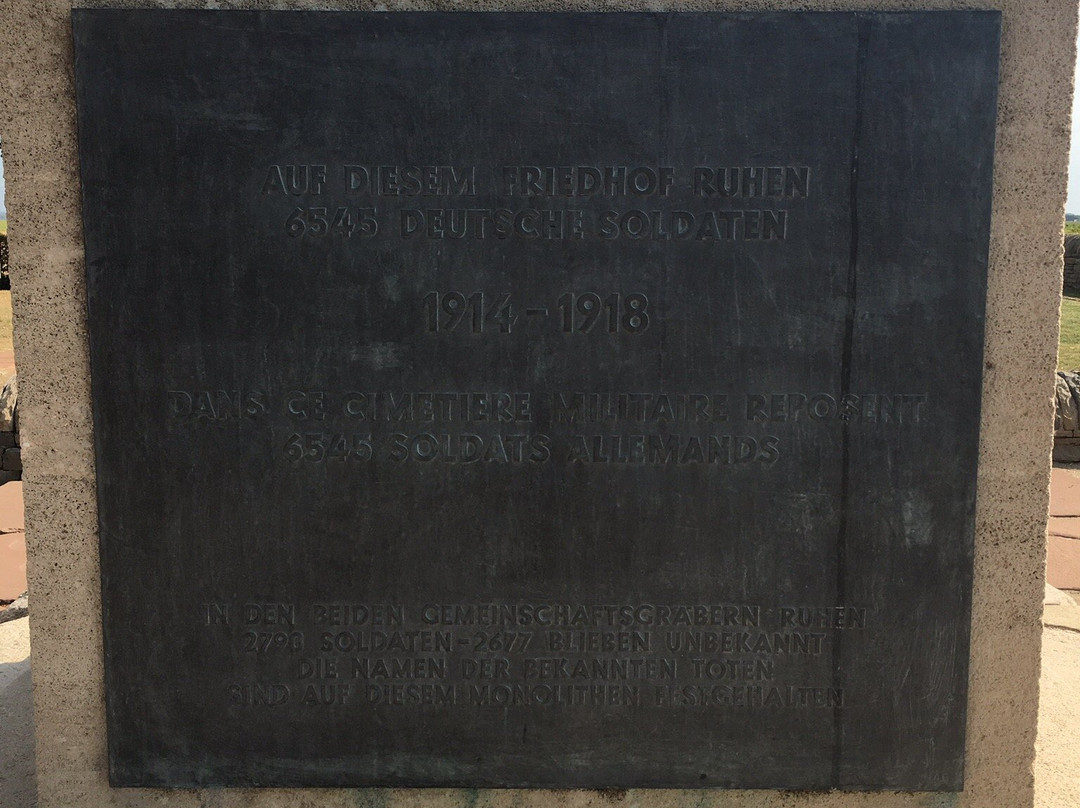 AUF DIESEM FRIEDHOF RUHEN
6545 DEUTSCHE SOLDATEN
1914-1918
DANS CE CIMETIERE MILITAIRE REPOSENT
6545 SOLDATS ALLEMANDS
IN DEN BEIDEN GEMEINSCHAFTSGRÄBERN RUHEN
2793 SOLDATEN-2677 BLIEBEN UNBEKANNT
DIE NAMEN DER BEKANNTEN TOTEN
SIND AUF DIESEM MONOLITHEN FESTGEHALTEN